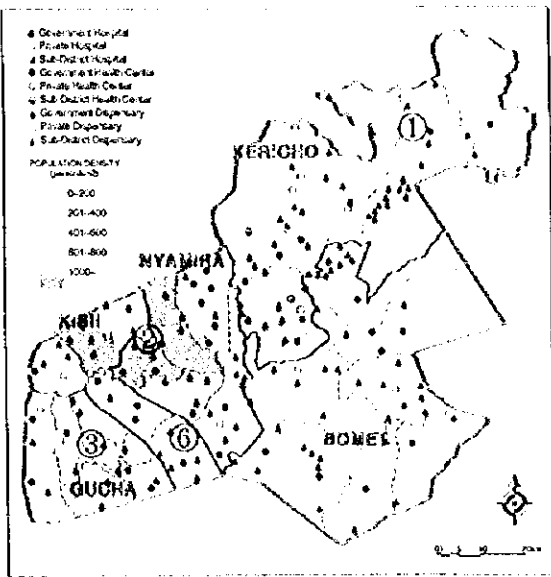 Government Hospital
Private Hospital
Sub-District Hospital
Government Health Center
Private Health Center
Sub District Health Center
Government Dispensary
Private Dispensary
Sub-District Dispensary
POPULATION DENSITY
0-200
201-400
401-600
601-800
1000-
KEY
KERICHO
①
NYAMIRA
KISII
②
③
⑥
BOMET
GUCHA